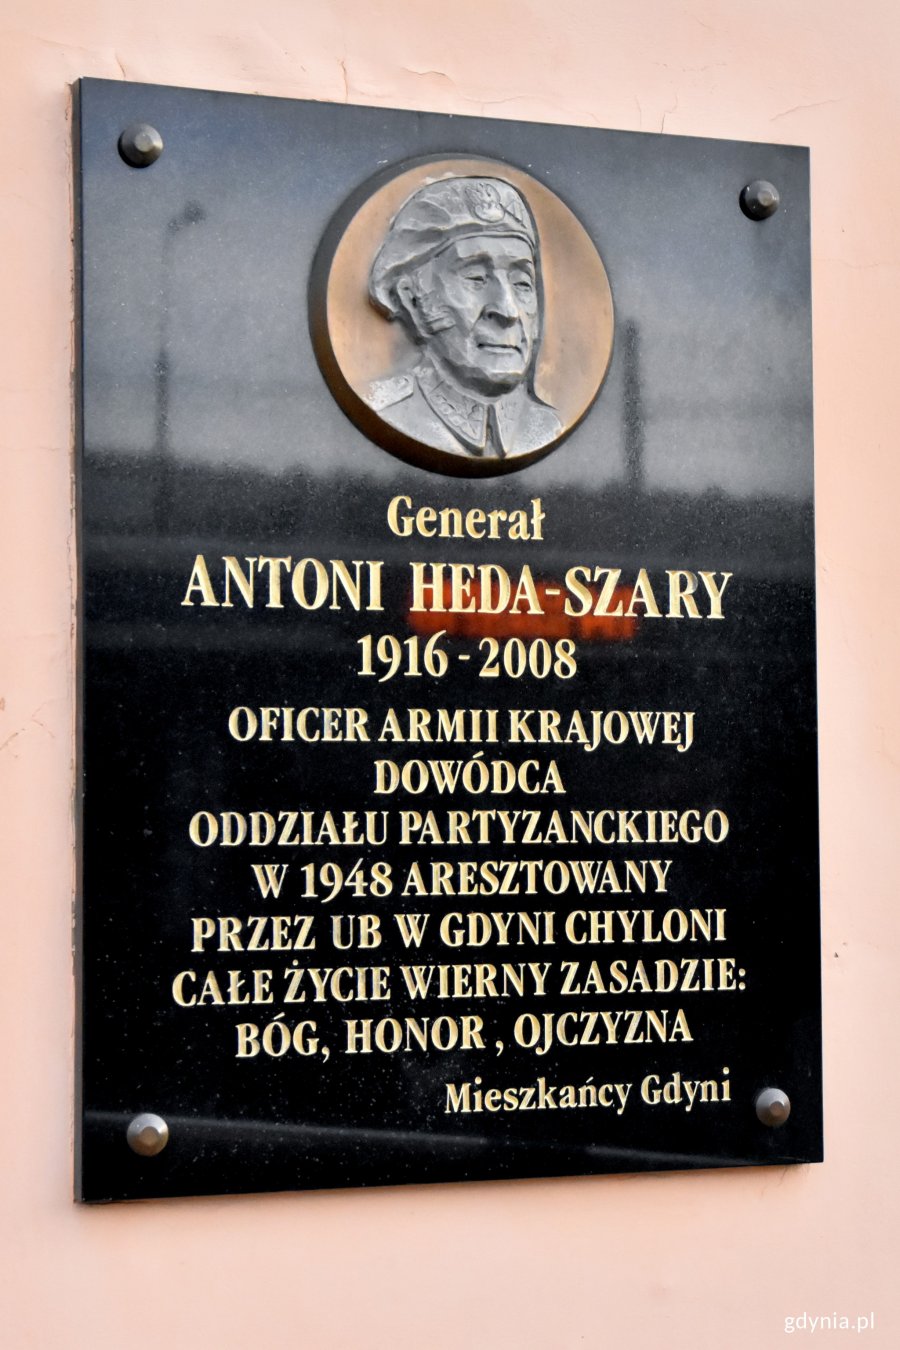 Generał
ANTONI HEDA-SZARY
1916 - 2008
OFICER ARMII KRAJOWEJ
DOWÓDCA
ODDZIAŁU PARTYZANCKIEGO
W 1948 ARESZTOWANY
PRZEZ UB W GDYNI CHYLONI
CAŁE ŻYCIE WIERNY ZASADZIE:
BÓG, HONOR , OJCZYZNA
Mieszkańcy Gdyni
gdynia.pl